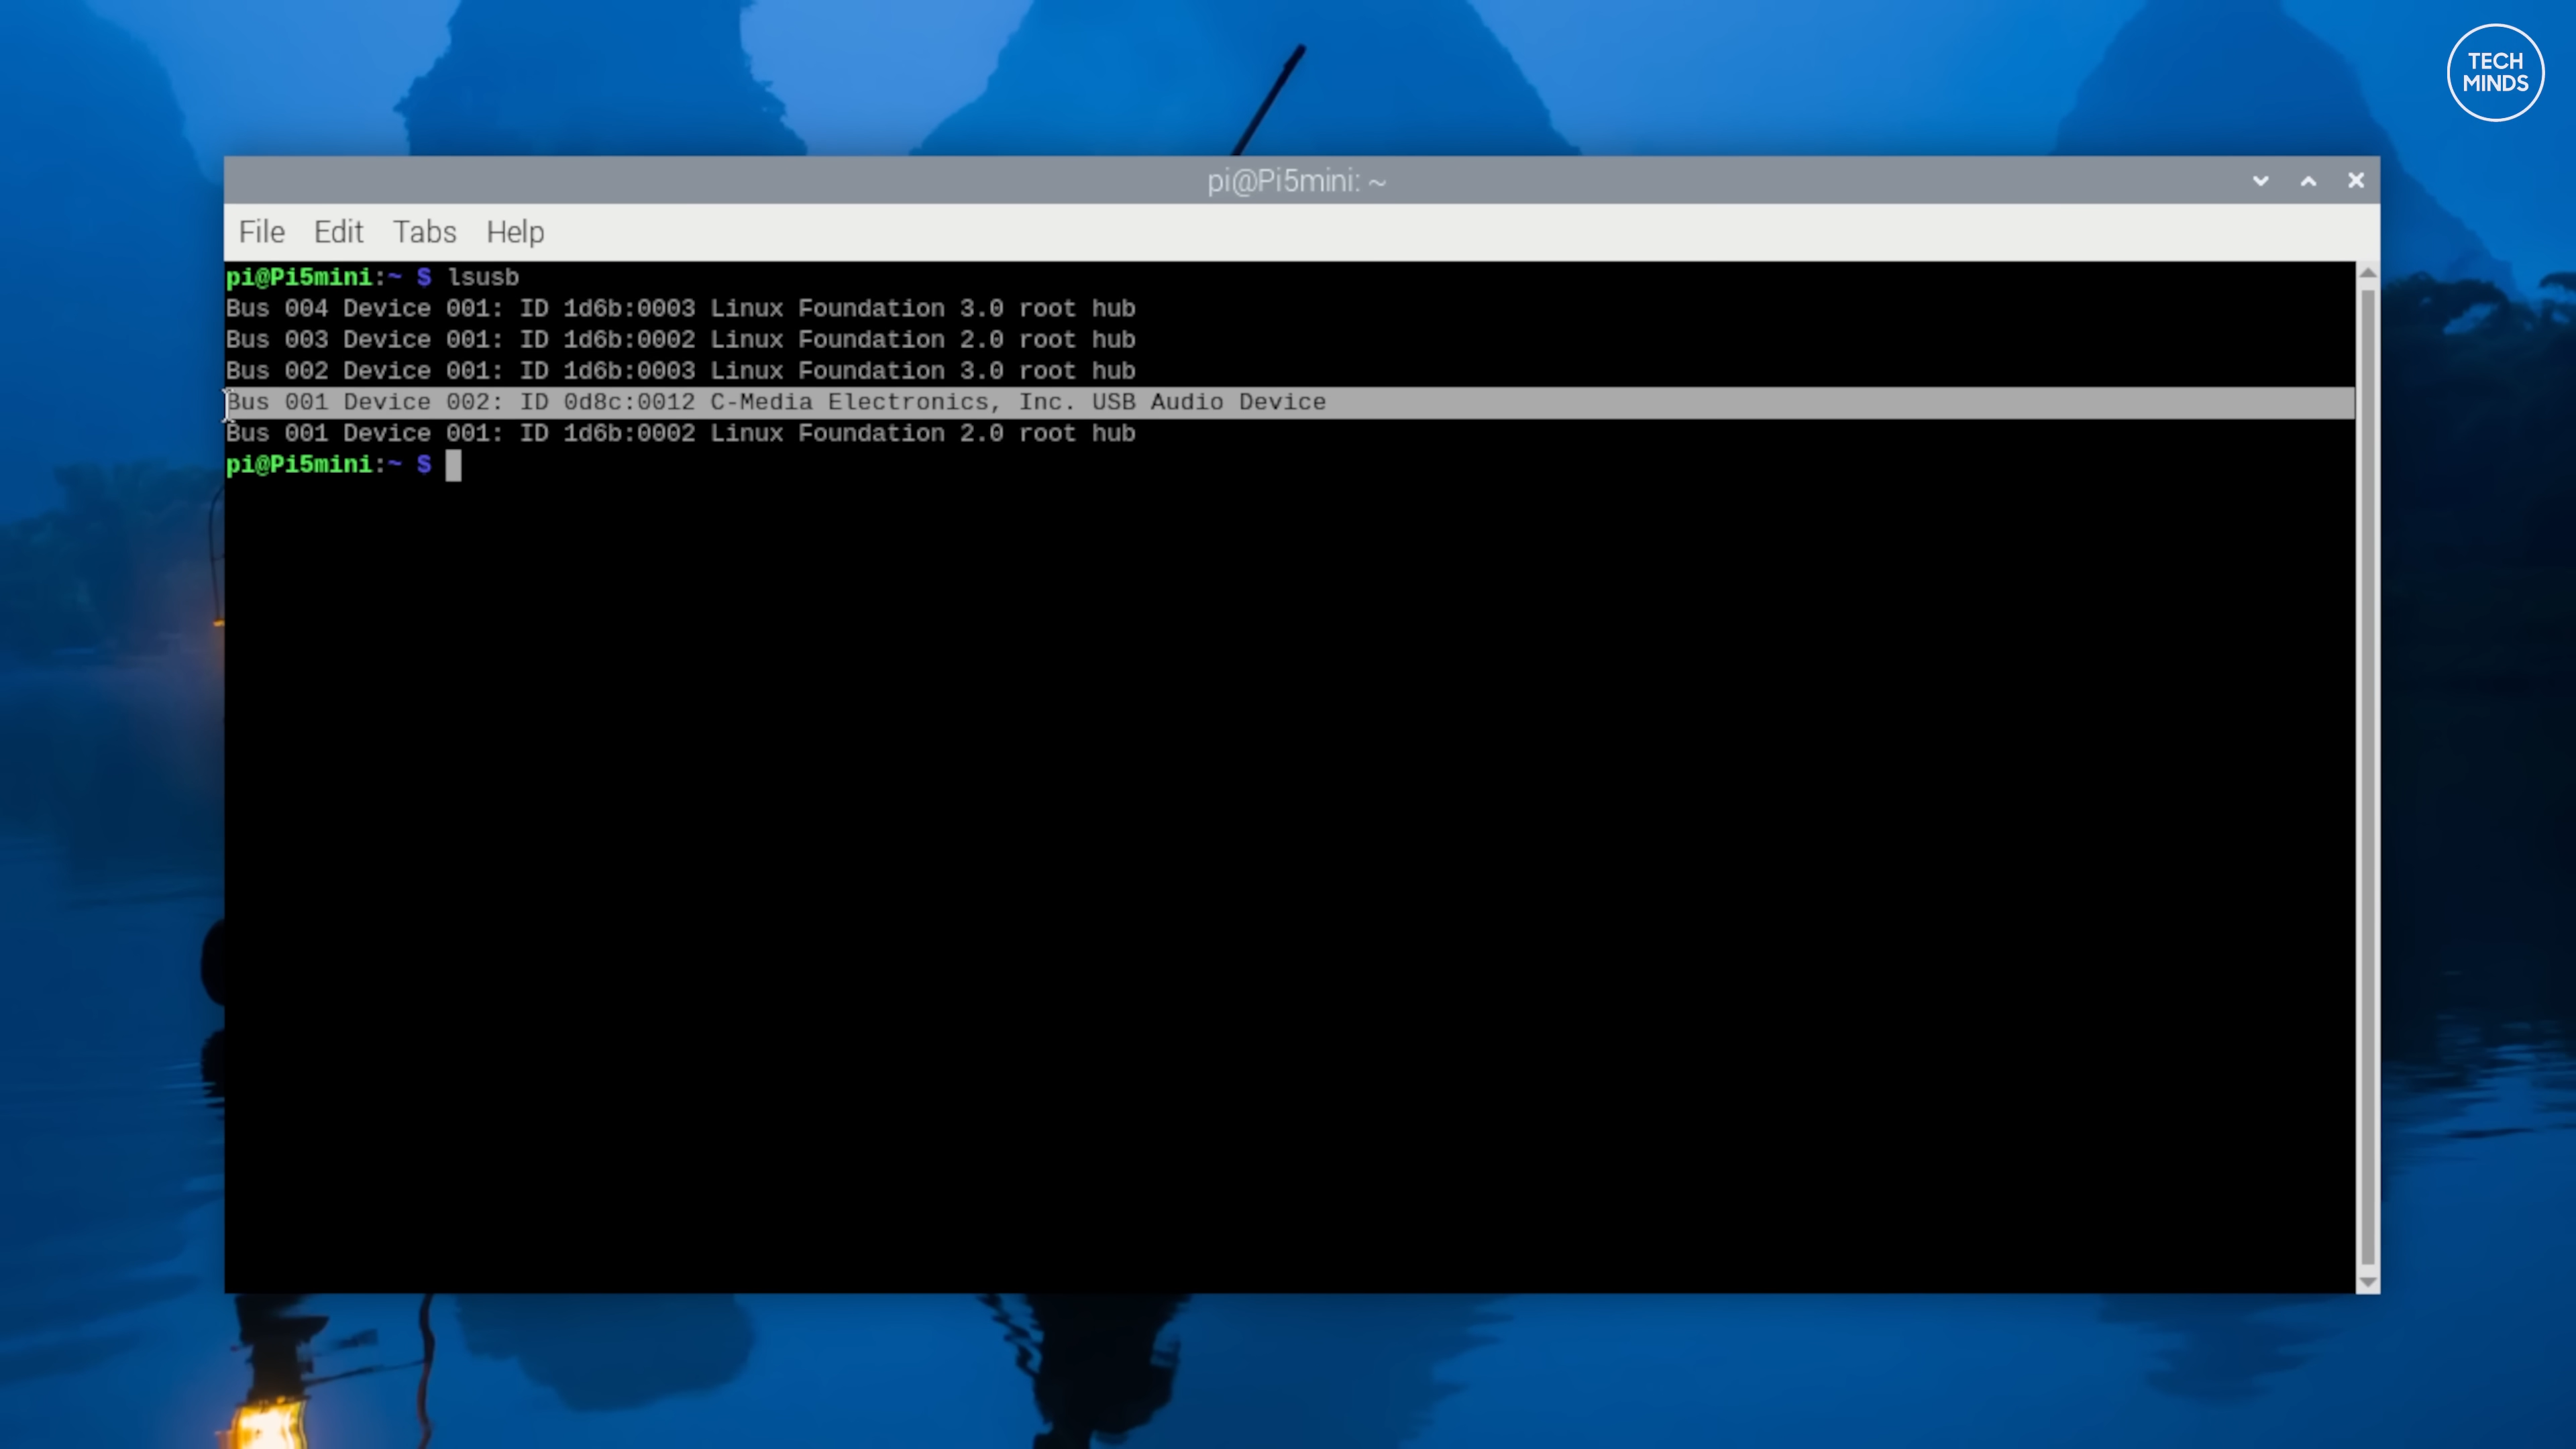 TECH
MINDS
pi@Pi5mini: ~
File Edit Tabs Help
pi@Pi5mini:~ $ lsusb
Bus 004 Device 001: ID 1d6b:0003 Linux Foundation 3.0 root hub
Bus 003 Device 001: ID 1d6b:0002 Linux Foundation 2.0 root hub
Bus 002 Device 001: ID 1d6b:0003 Linux Foundation 3.0 root hub
Bus 001 Device 002: ID 0d8c:0012 C-Media Electronics, Inc. USB Audio Device
Bus 001 Device 001: ID 1d6b:0002 Linux Foundation 2.0 root hub
pi@Pi5mini:~ $